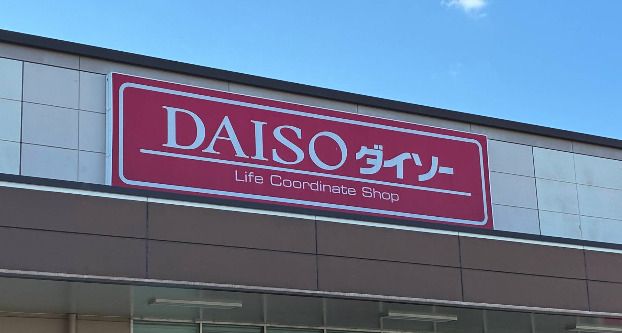 DAISO ダイソー
Life Coordinate Shop